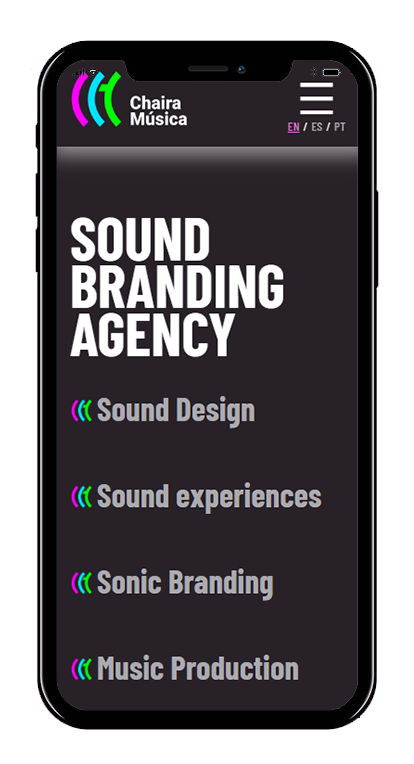 Chaira
Música
EN / ES / PT
SOUND
BRANDING
AGENCY
Sound Design
Sound experiences
Sonic Branding
Music Production